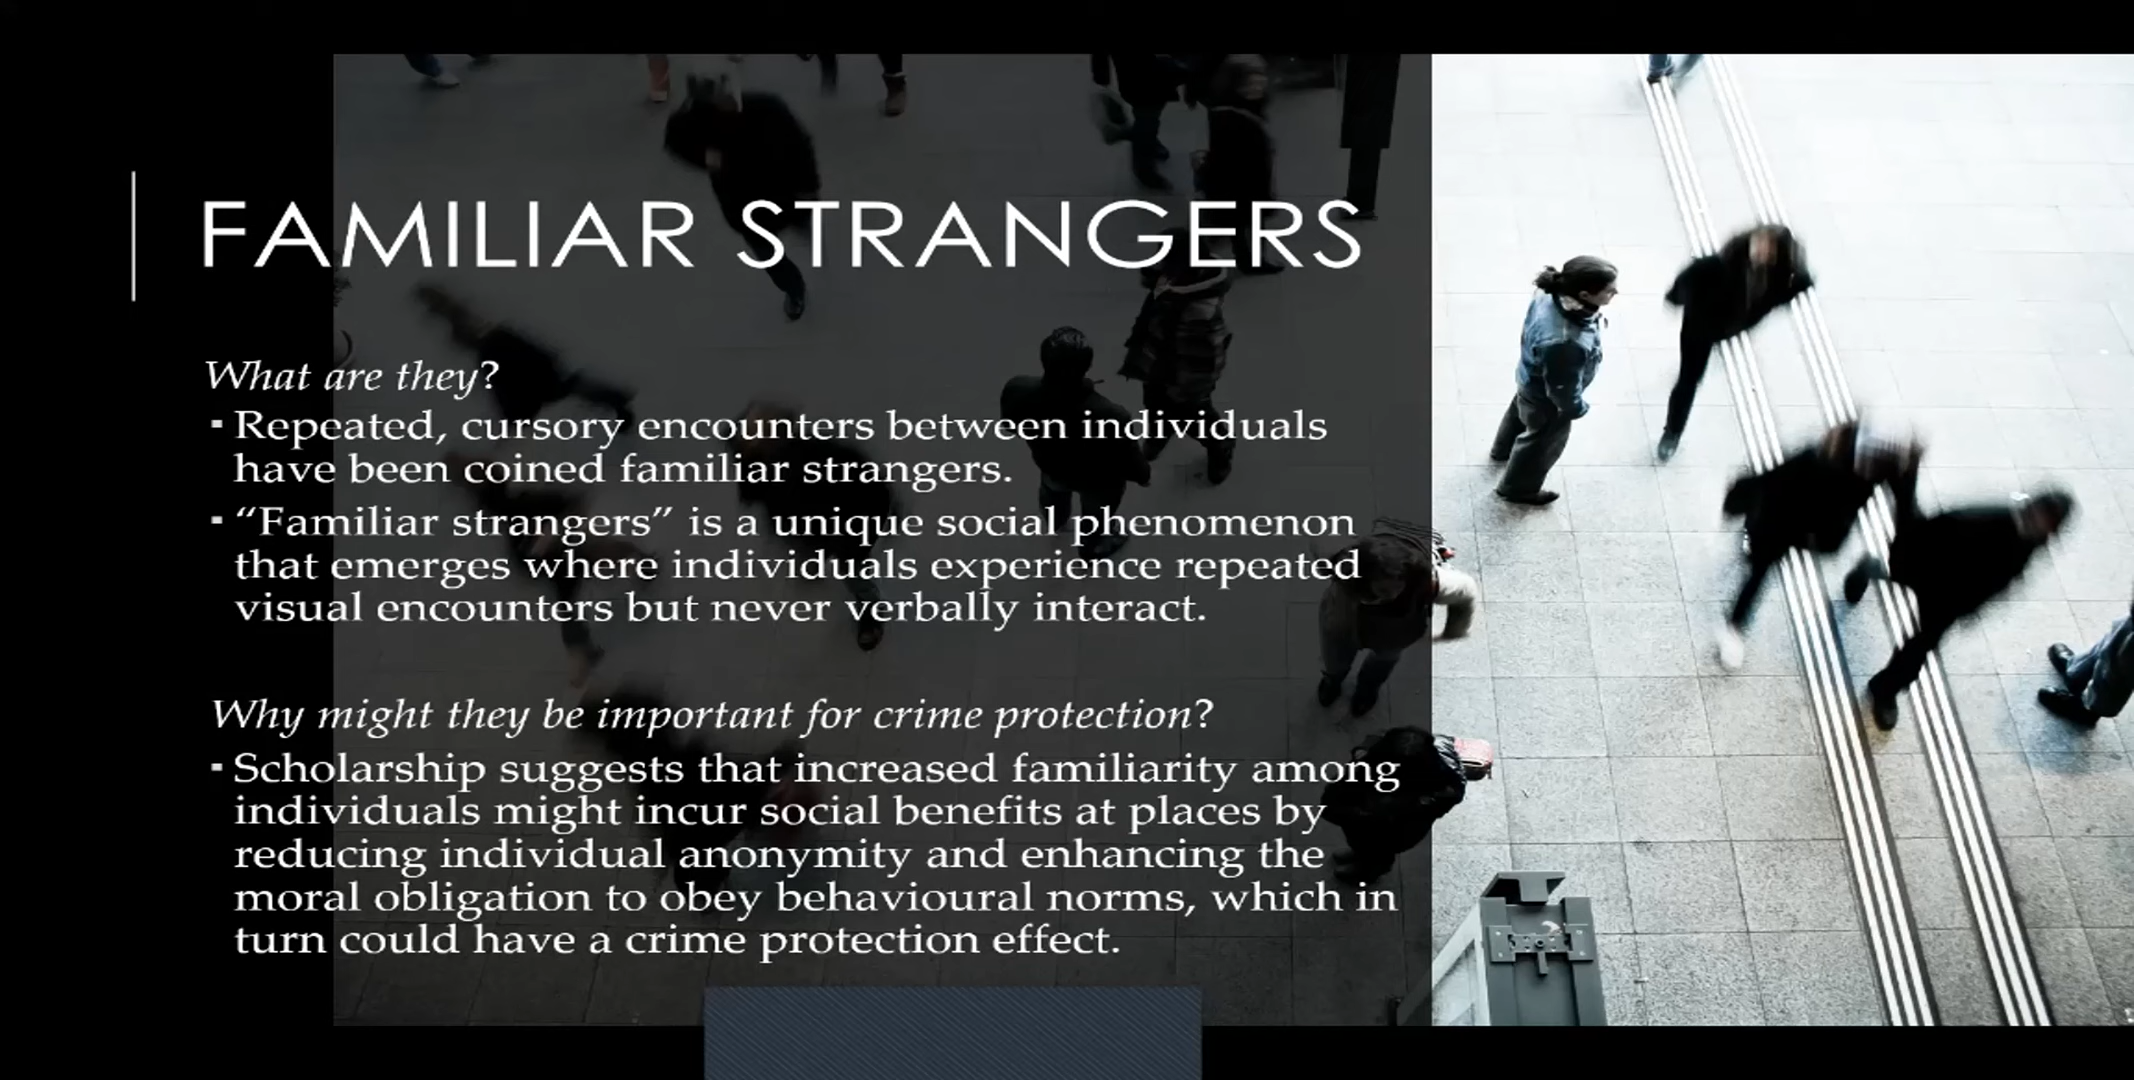 FAMILIAR STRANGERS
What are they?
▪ Repeated, cursory encounters between individuals
have been coined familiar strangers.
▪ “Familiar strangers” is a unique social phenomenon
that emerges where individuals experience repeated
visual encounters but never verbally interact.
Why might they be important for crime protection?
▪ Scholarship suggests that increased familiarity among
individuals might incur social benefits at places by
reducing individual anonymity and enhancing the
moral obligation to obey behavioural norms, which in
turn could have a crime protection effect.